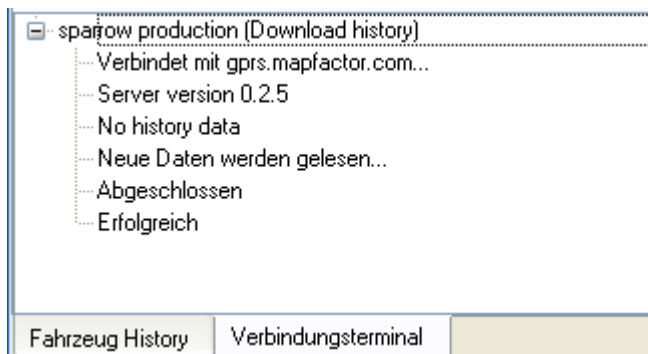 sparrow production (Download history)
Verbindet mit gprs.mapfactor.com...
Server version 0.2.5
No history data
Neue Daten werden gelesen...
Abgeschlossen
Erfolgreich
Fahrzeug History Verbindungsterminal